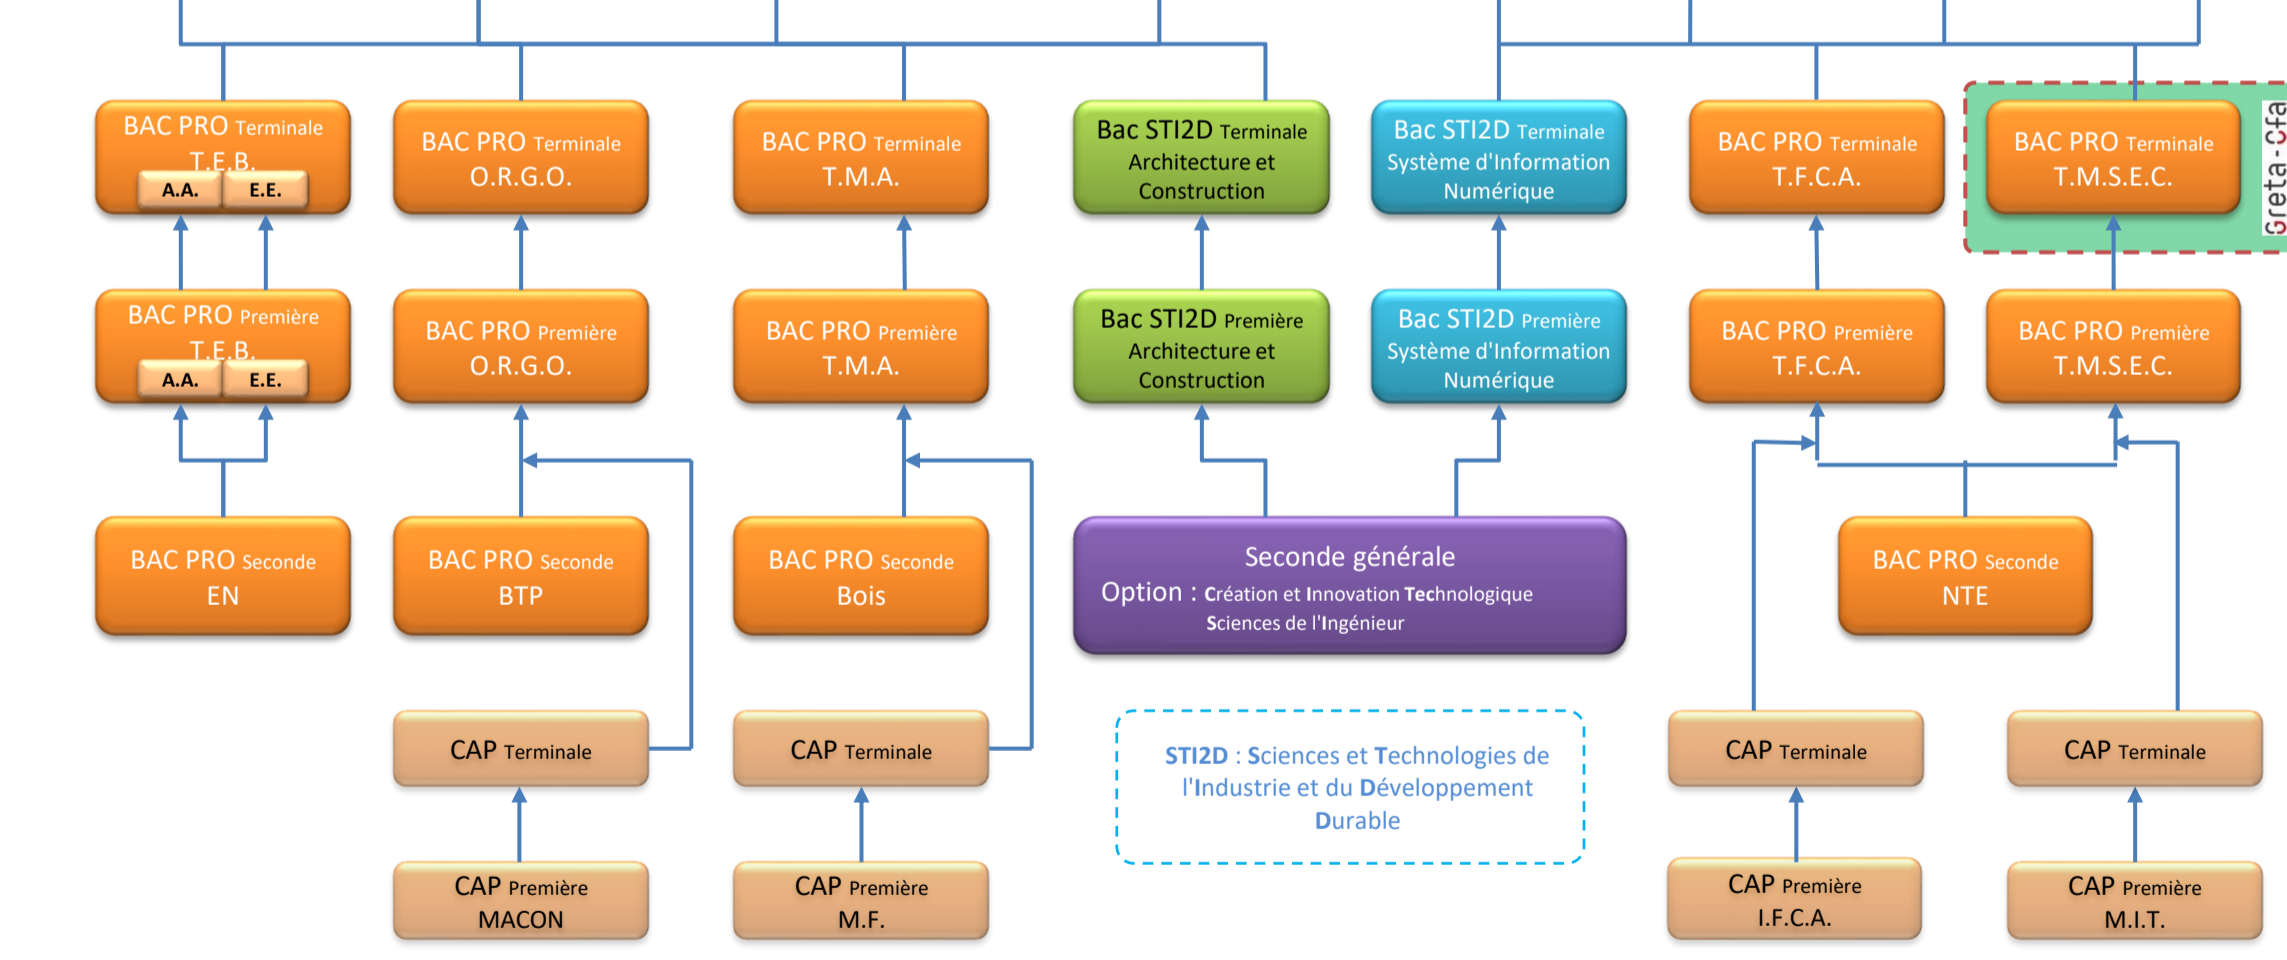 BAC PRO Terminale
T.E.B.
A.A. E.E.
BAC PRO Terminale
O.R.G.O.
BAC PRO Terminale
T.M.A.
Bac STI2D Terminale
Architecture et
Construction
Bac STI2D Terminale
Système d'Information
Numérique
BAC PRO Terminale
T.F.C.A.
BAC PRO Terminale
T.M.S.E.C.
Greta-Cfa
BAC PRO Première
T.E.B.
A.A. E.E.
BAC PRO Première
O.R.G.O.
BAC PRO Première
T.M.A.
Bac STI2D Première
Architecture et
Construction
Bac STI2D Première
Système d'Information
Numérique
BAC PRO Première
T.F.C.A.
BAC PRO Première
T.M.S.E.C.
BAC PRO Seconde
EN
BAC PRO Seconde
BTP
BAC PRO Seconde
Bois
Seconde générale
Option : Création et Innovation Technologique
Sciences de l'Ingénieur
BAC PRO Seconde
NTE
CAP Terminale
CAP Terminale
STI2D : Sciences et Technologies de
l'Industrie et du Développement
Durable
CAP Terminale
CAP Terminale
CAP Première
MACON
CAP Première
M.F.
CAP Première
I.F.C.A.
CAP Première
M.I.T.